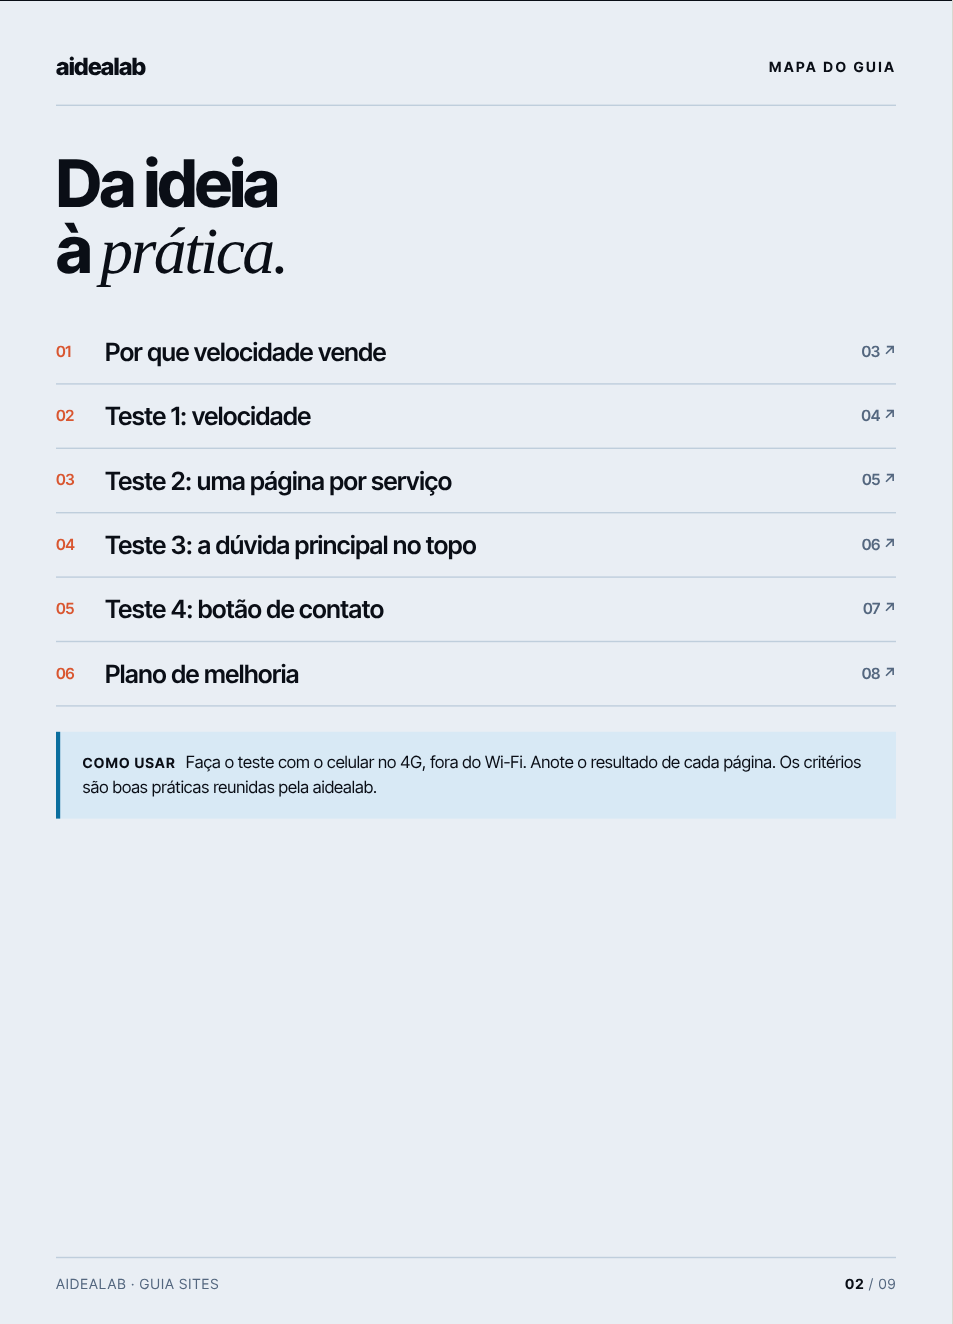 aidealab
MAPA DO GUIA
Da ideia
à prática.
01 Por que velocidade vende 03 ↗
02 Teste 1: velocidade 04 ↗
03 Teste 2: uma página por serviço 05 ↗
04 Teste 3: a dúvida principal no topo 06 ↗
05 Teste 4: botão de contato 07 ↗
06 Plano de melhoria 08 ↗
COMO USAR Faça o teste com o celular no 4G, fora do Wi-Fi. Anote o resultado de cada página. Os critérios
são boas práticas reunidas pela aidealab.
AIDEALAB · GUIA SITES
02 / 09